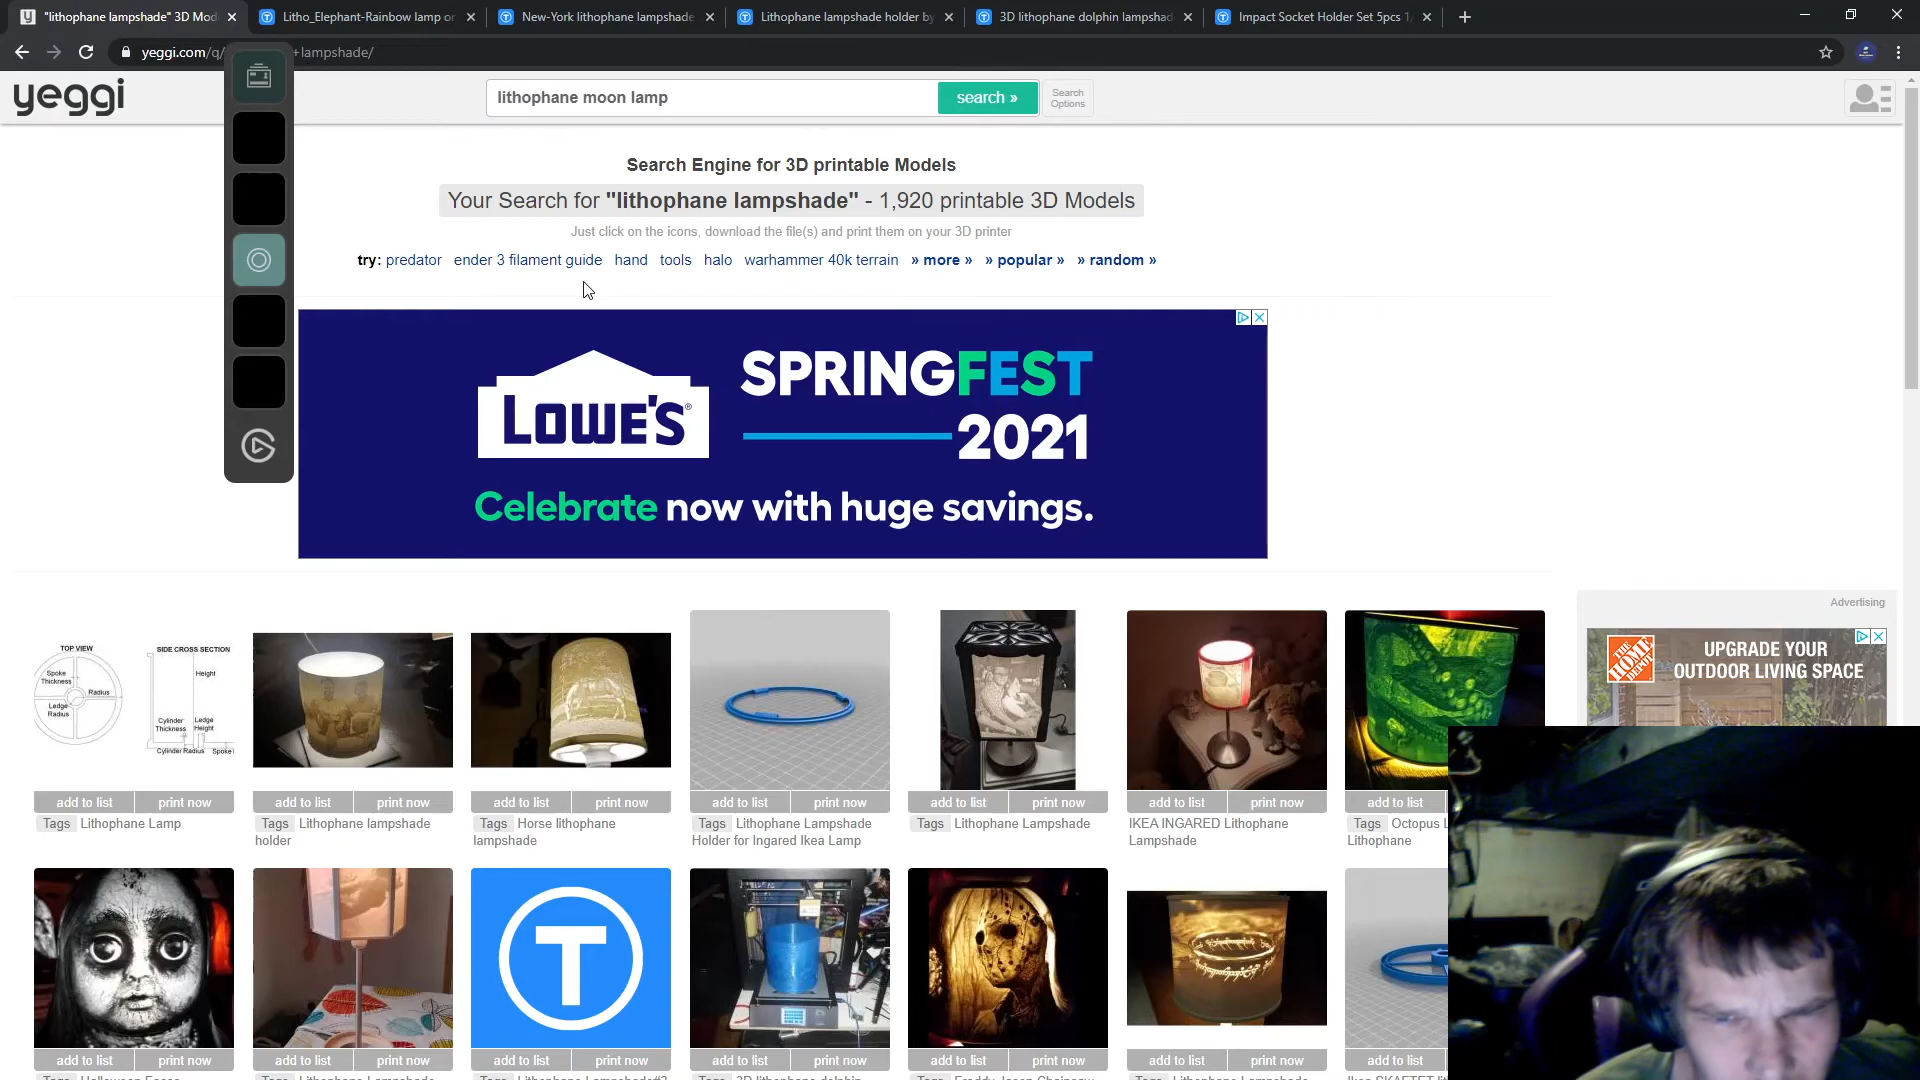 "lithophane lampshade" 3D Mod
Litho_Elephant-Rainbow lamp or
New-York lithophane lampshade
Lithophane lampshade holder by
3D lithophane dolphin lampshad
Impact Socket Holder Set 5pcs 1/
yeggi.com/q/
+lampshade/
yeggi
lithophane moon lamp
search »
Search
Options
Search Engine for 3D printable Models
Your Search for "lithophane lampshade" - 1,920 printable 3D Models
Just click on the icons, download the file(s) and print them on your 3D printer
try: predator ender 3 filament guide hand tools halo warhammer 40k terrain » more » » popular » » random »
LOWE'S
SPRINGFEST
2021
Celebrate now with huge savings.
Advertising
THE HOME DEPOT
UPGRADE YOUR
OUTDOOR LIVING SPACE
TOP VIEW
SIDE CROSS SECTION
Spoke
Thickness
Radius
Ledge
Radius
Height
Cylinder
Thickness
Ledge
Height
Cylinder Radius
Spoke
add to list print now
Tags Lithophane Lamp
add to list print now
Tags Lithophane lampshade
holder
add to list print now
Tags Horse lithophane
lampshade
add to list print now
Tags Lithophane Lampshade
Holder for Ingared Ikea Lamp
add to list print now
Tags Lithophane Lampshade
add to list print now
IKEA INGARED Lithophane
Lampshade
add to list
Tags Octopus L
Lithophane
T
add to list print now
Tags Halloween Faces
add to list print now
Tags Lithophane Lampshade
add to list print now
Tags Lithophane Lampshade#2
add to list print now
Tags 3D lithophane dolphin
add to list print now
Tags Freddy Jason Chainsaw
add to list print now
Tags Lithophane Lampshade
add to list
Tags Ikea SKAFTET lit